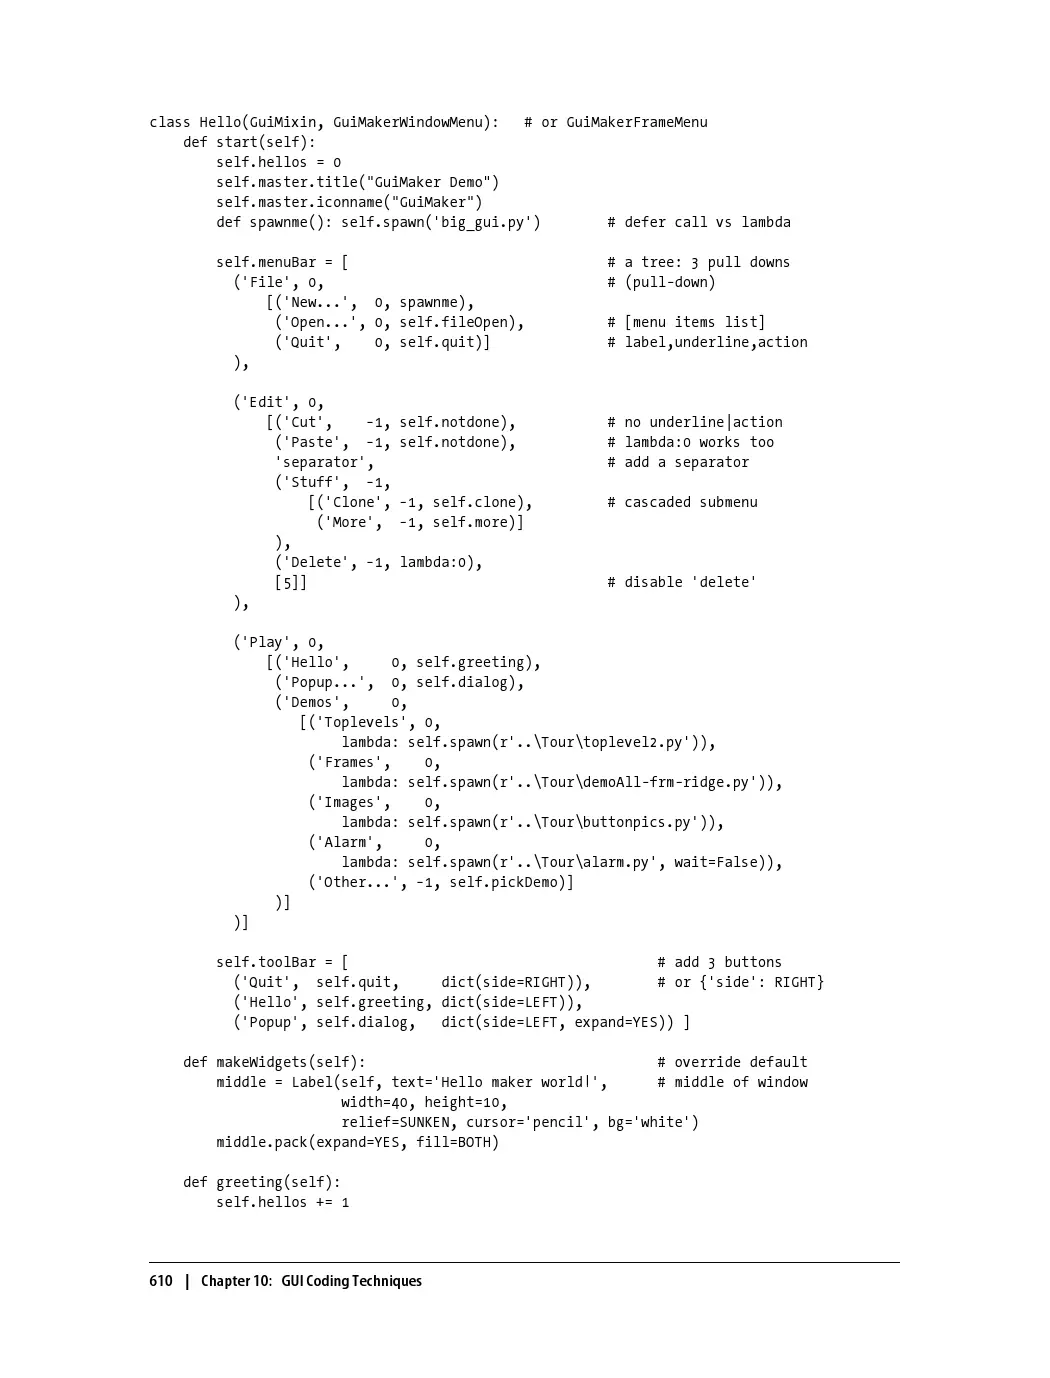 class Hello(GuiMixin, GuiMakerWindowMenu):   # or GuiMakerFrameMenu
    def start(self):
        self.hellos = 0
        self.master.title("GuiMaker Demo")
        self.master.iconname("GuiMaker")
        def spawnme(): self.spawn('big_gui.py')        # defer call vs lambda

        self.menuBar = [                               # a tree: 3 pull downs
          ('File', 0,                                  # (pull-down)
              [('New...',  0, spawnme),
               ('Open...', 0, self.fileOpen),          # [menu items list]
               ('Quit',    0, self.quit)]              # label,underline,action
          ),

          ('Edit', 0,
              [('Cut',    -1, self.notdone),           # no underline|action
               ('Paste',  -1, self.notdone),           # lambda:0 works too
               'separator',                            # add a separator
               ('Stuff',  -1,
                   [('Clone', -1, self.clone),         # cascaded submenu
                    ('More',  -1, self.more)]
               ),
               ('Delete', -1, lambda:0),
               [5]]                                    # disable 'delete'
          ),

          ('Play', 0,
              [('Hello',     0, self.greeting),
               ('Popup...',  0, self.dialog),
               ('Demos',     0,
                  [('Toplevels', 0,
                       lambda: self.spawn(r'..\Tour\toplevel2.py')),
                   ('Frames',    0,
                       lambda: self.spawn(r'..\Tour\demoAll-frm-ridge.py')),
                   ('Images',    0,
                       lambda: self.spawn(r'..\Tour\buttonpics.py')),
                   ('Alarm',     0,
                       lambda: self.spawn(r'..\Tour\alarm.py', wait=False)),
                   ('Other...', -1, self.pickDemo)]
               )]
          )]

        self.toolBar = [                                     # add 3 buttons
          ('Quit',  self.quit,     dict(side=RIGHT)),        # or {'side': RIGHT}
          ('Hello', self.greeting, dict(side=LEFT)),
          ('Popup', self.dialog,   dict(side=LEFT, expand=YES)) ]

    def makeWidgets(self):                                   # override default
        middle = Label(self, text='Hello maker world!',      # middle of window
                       width=40, height=10,
                       relief=SUNKEN, cursor='pencil', bg='white')
        middle.pack(expand=YES, fill=BOTH)

    def greeting(self):
        self.hellos += 1

610 | Chapter 10: GUI Coding Techniques